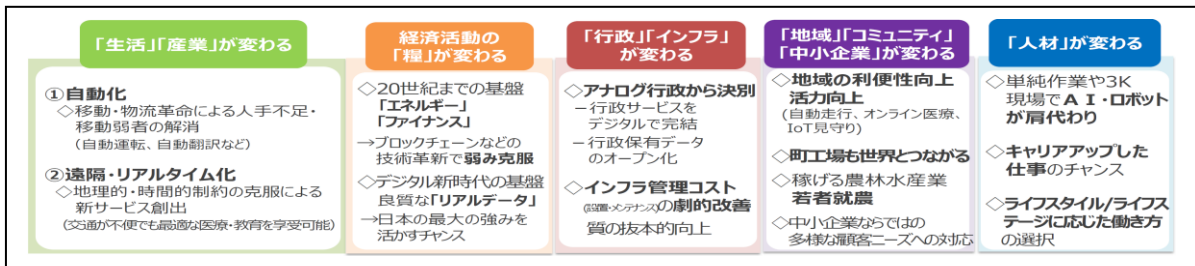 「生活」「産業」が変わる
①自動化
◇移動・物流革命による人手不足・
移動弱者の解消
(自動運転、自動翻訳など)
②遠隔・リアルタイム化
◇地理的・時間的制約の克服による
新サービス創出
(交通が不便でも最適な医療・教育を享受可能)
経済活動の
「糧」が変わる
◇20世紀までの基盤
「エネルギー」
「ファイナンス」
→ブロックチェーンなどの
技術革新で弱み克服
◇デジタル新時代の基盤
良質な「リアルデータ」
→日本の最大の強みを
活かすチャンス
「行政」「インフラ」
が変わる
◇アナログ行政から決別
－行政サービスを
デジタルで完結
－行政保有データ
のオープン化
◇インフラ管理コスト
(設置・メンテナンス)の劇的改善
質の抜本的向上
「地域」「コミュニティ」
「中小企業」が変わる
◇地域の利便性向上
活力向上
(自動走行、オンライン医療、
IoT見守り)
◇町工場も世界とつながる
◇稼げる農林水産業
若者就農
◇中小企業ならではの
多様な顧客ニーズへの対応
「人材」が変わる
◇単純作業や3K
現場でＡＩ・ロボット
が肩代わり
◇キャリアアップした
仕事のチャンス
◇ライフスタイル/ライフス
テージに応じた働き方
の選択